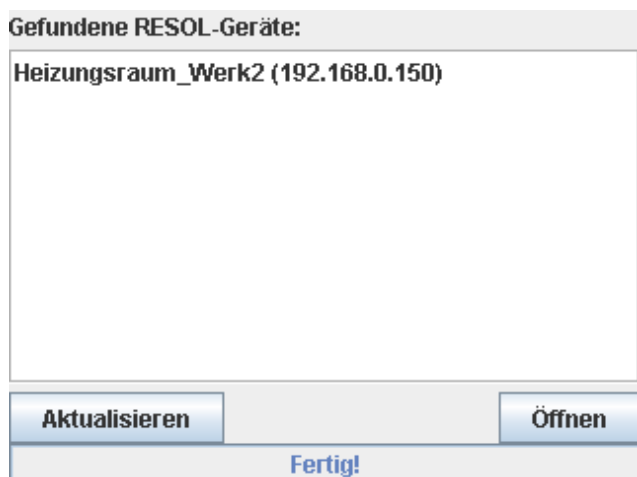 Gefundene RESOL-Geräte:
Heizungsraum_Werk2 (192.168.0.150)
Aktualisieren
Öffnen
Fertig!